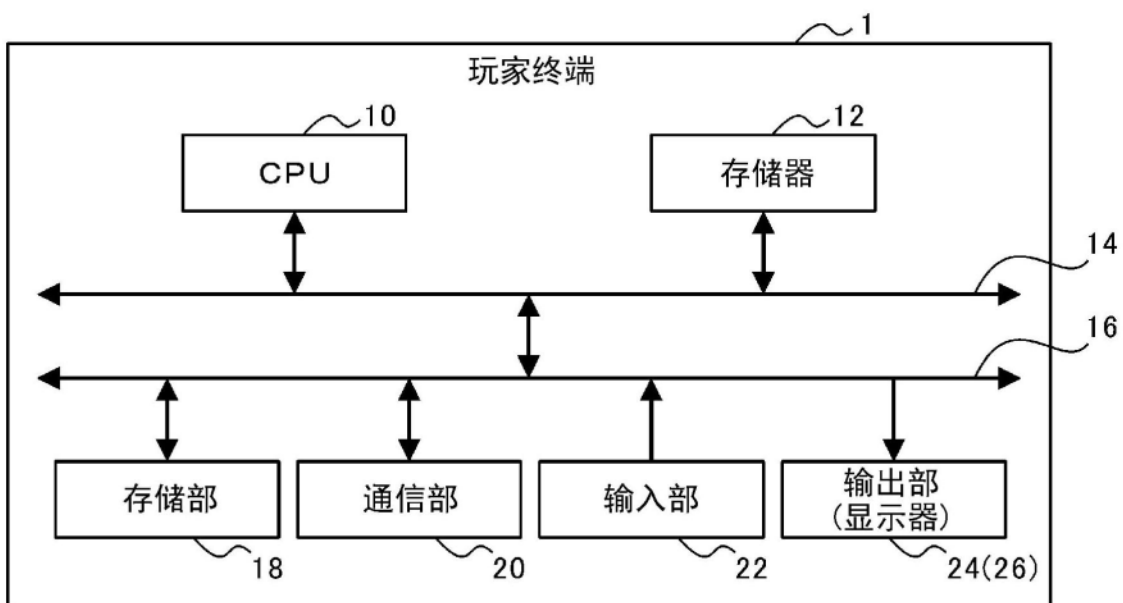 1
玩家终端
10
12
CPU
存储器
14
16
存储部
通信部
输入部
输出部
(显示器)
18
20
22
24(26)